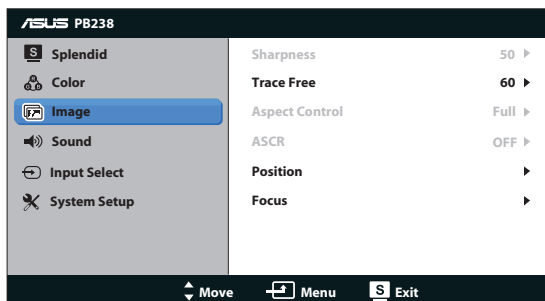 ASUS PB238
S Splendid
Color
Image
Sound
Input Select
System Setup
Sharpness 50
Trace Free 60
Aspect Control Full
ASCR OFF
Position
Focus
Move Menu S Exit